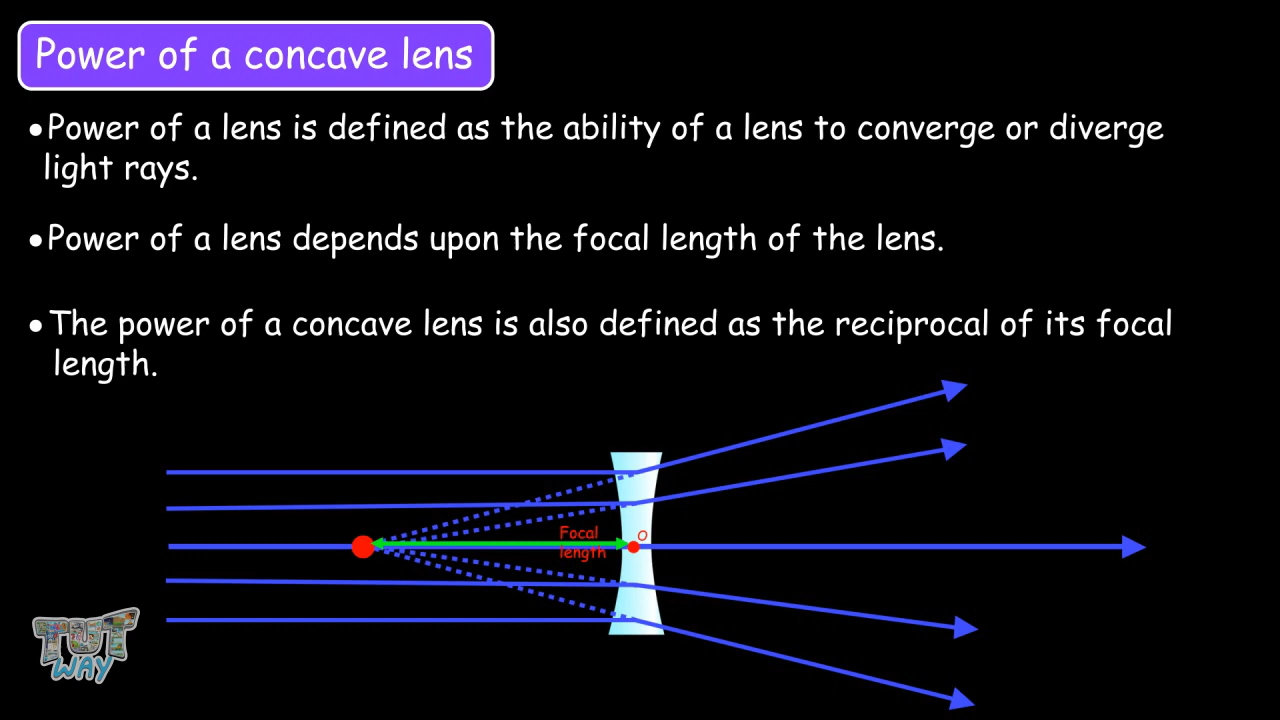 Power of a concave lens
•Power of a lens is defined as the ability of a lens to converge or diverge
light rays.
•Power of a lens depends upon the focal length of the lens.
•The power of a concave lens is also defined as the reciprocal of its focal
length.
Focal
length
O
TUT
WAY